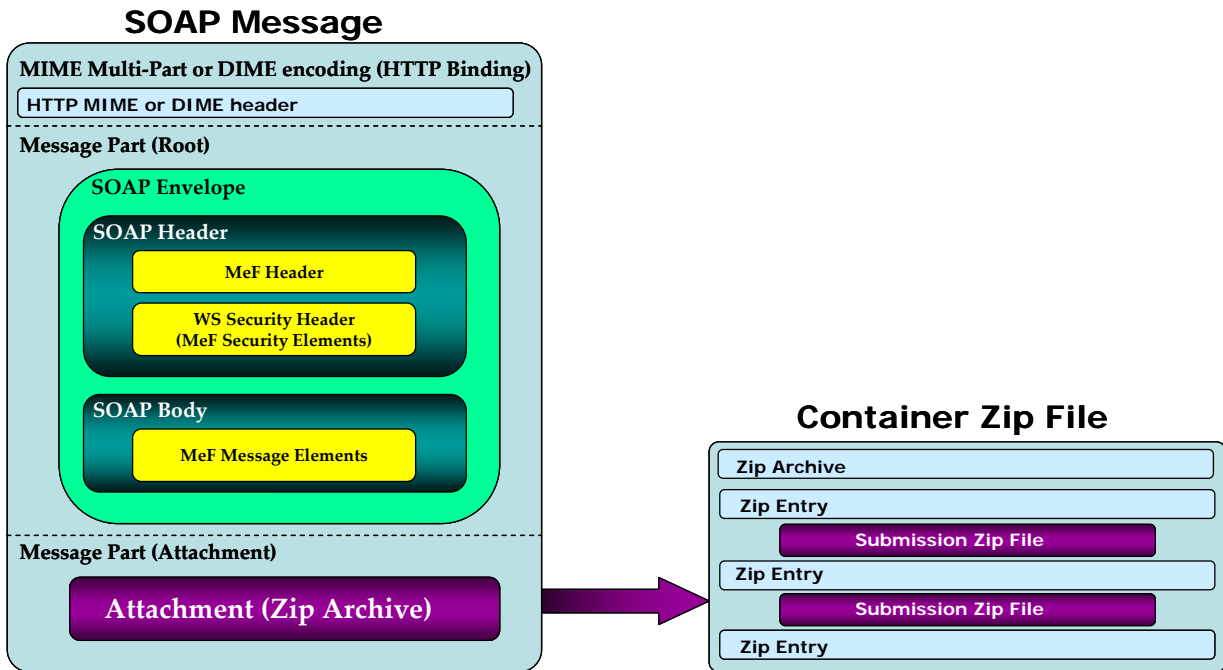 SOAP Message
MIME Multi-Part or DIME encoding (HTTP Binding)
HTTP MIME or DIME header
Message Part (Root)
SOAP Envelope
SOAP Header
MeF Header
WS Security Header
(MeF Security Elements)
SOAP Body
MeF Message Elements
Message Part (Attachment)
Attachment (Zip Archive)
Container Zip File
Zip Archive
Zip Entry
Submission Zip File
Zip Entry
Submission Zip File
Zip Entry